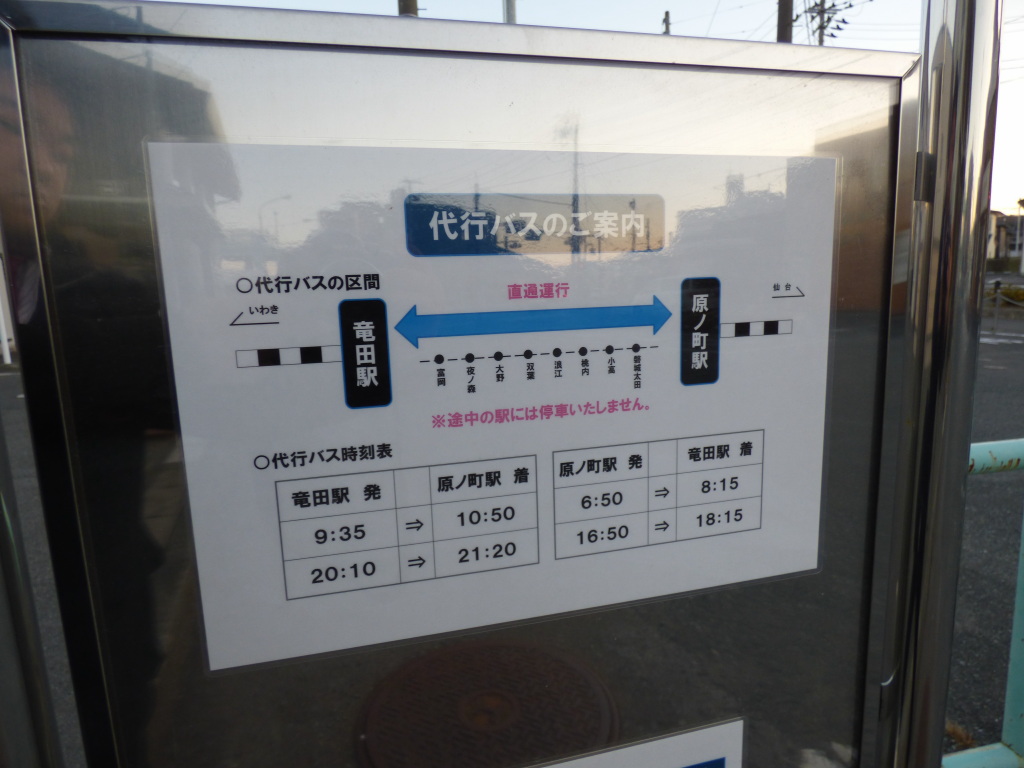 代行バスのご案内
○代行バスの区間
いわき
直通運行
仙台
竜田駅
原ノ町駅
富岡
夜ノ森
大野
双葉
浪江
桃内
小高
磐城太田
※途中の駅には停車いたしません。
○代行バス時刻表
竜田駅 発 原ノ町駅 着
9:35 ⇒ 10:50
20:10 ⇒ 21:20
原ノ町駅 発 竜田駅 着
6:50 ⇒ 8:15
16:50 ⇒ 18:15